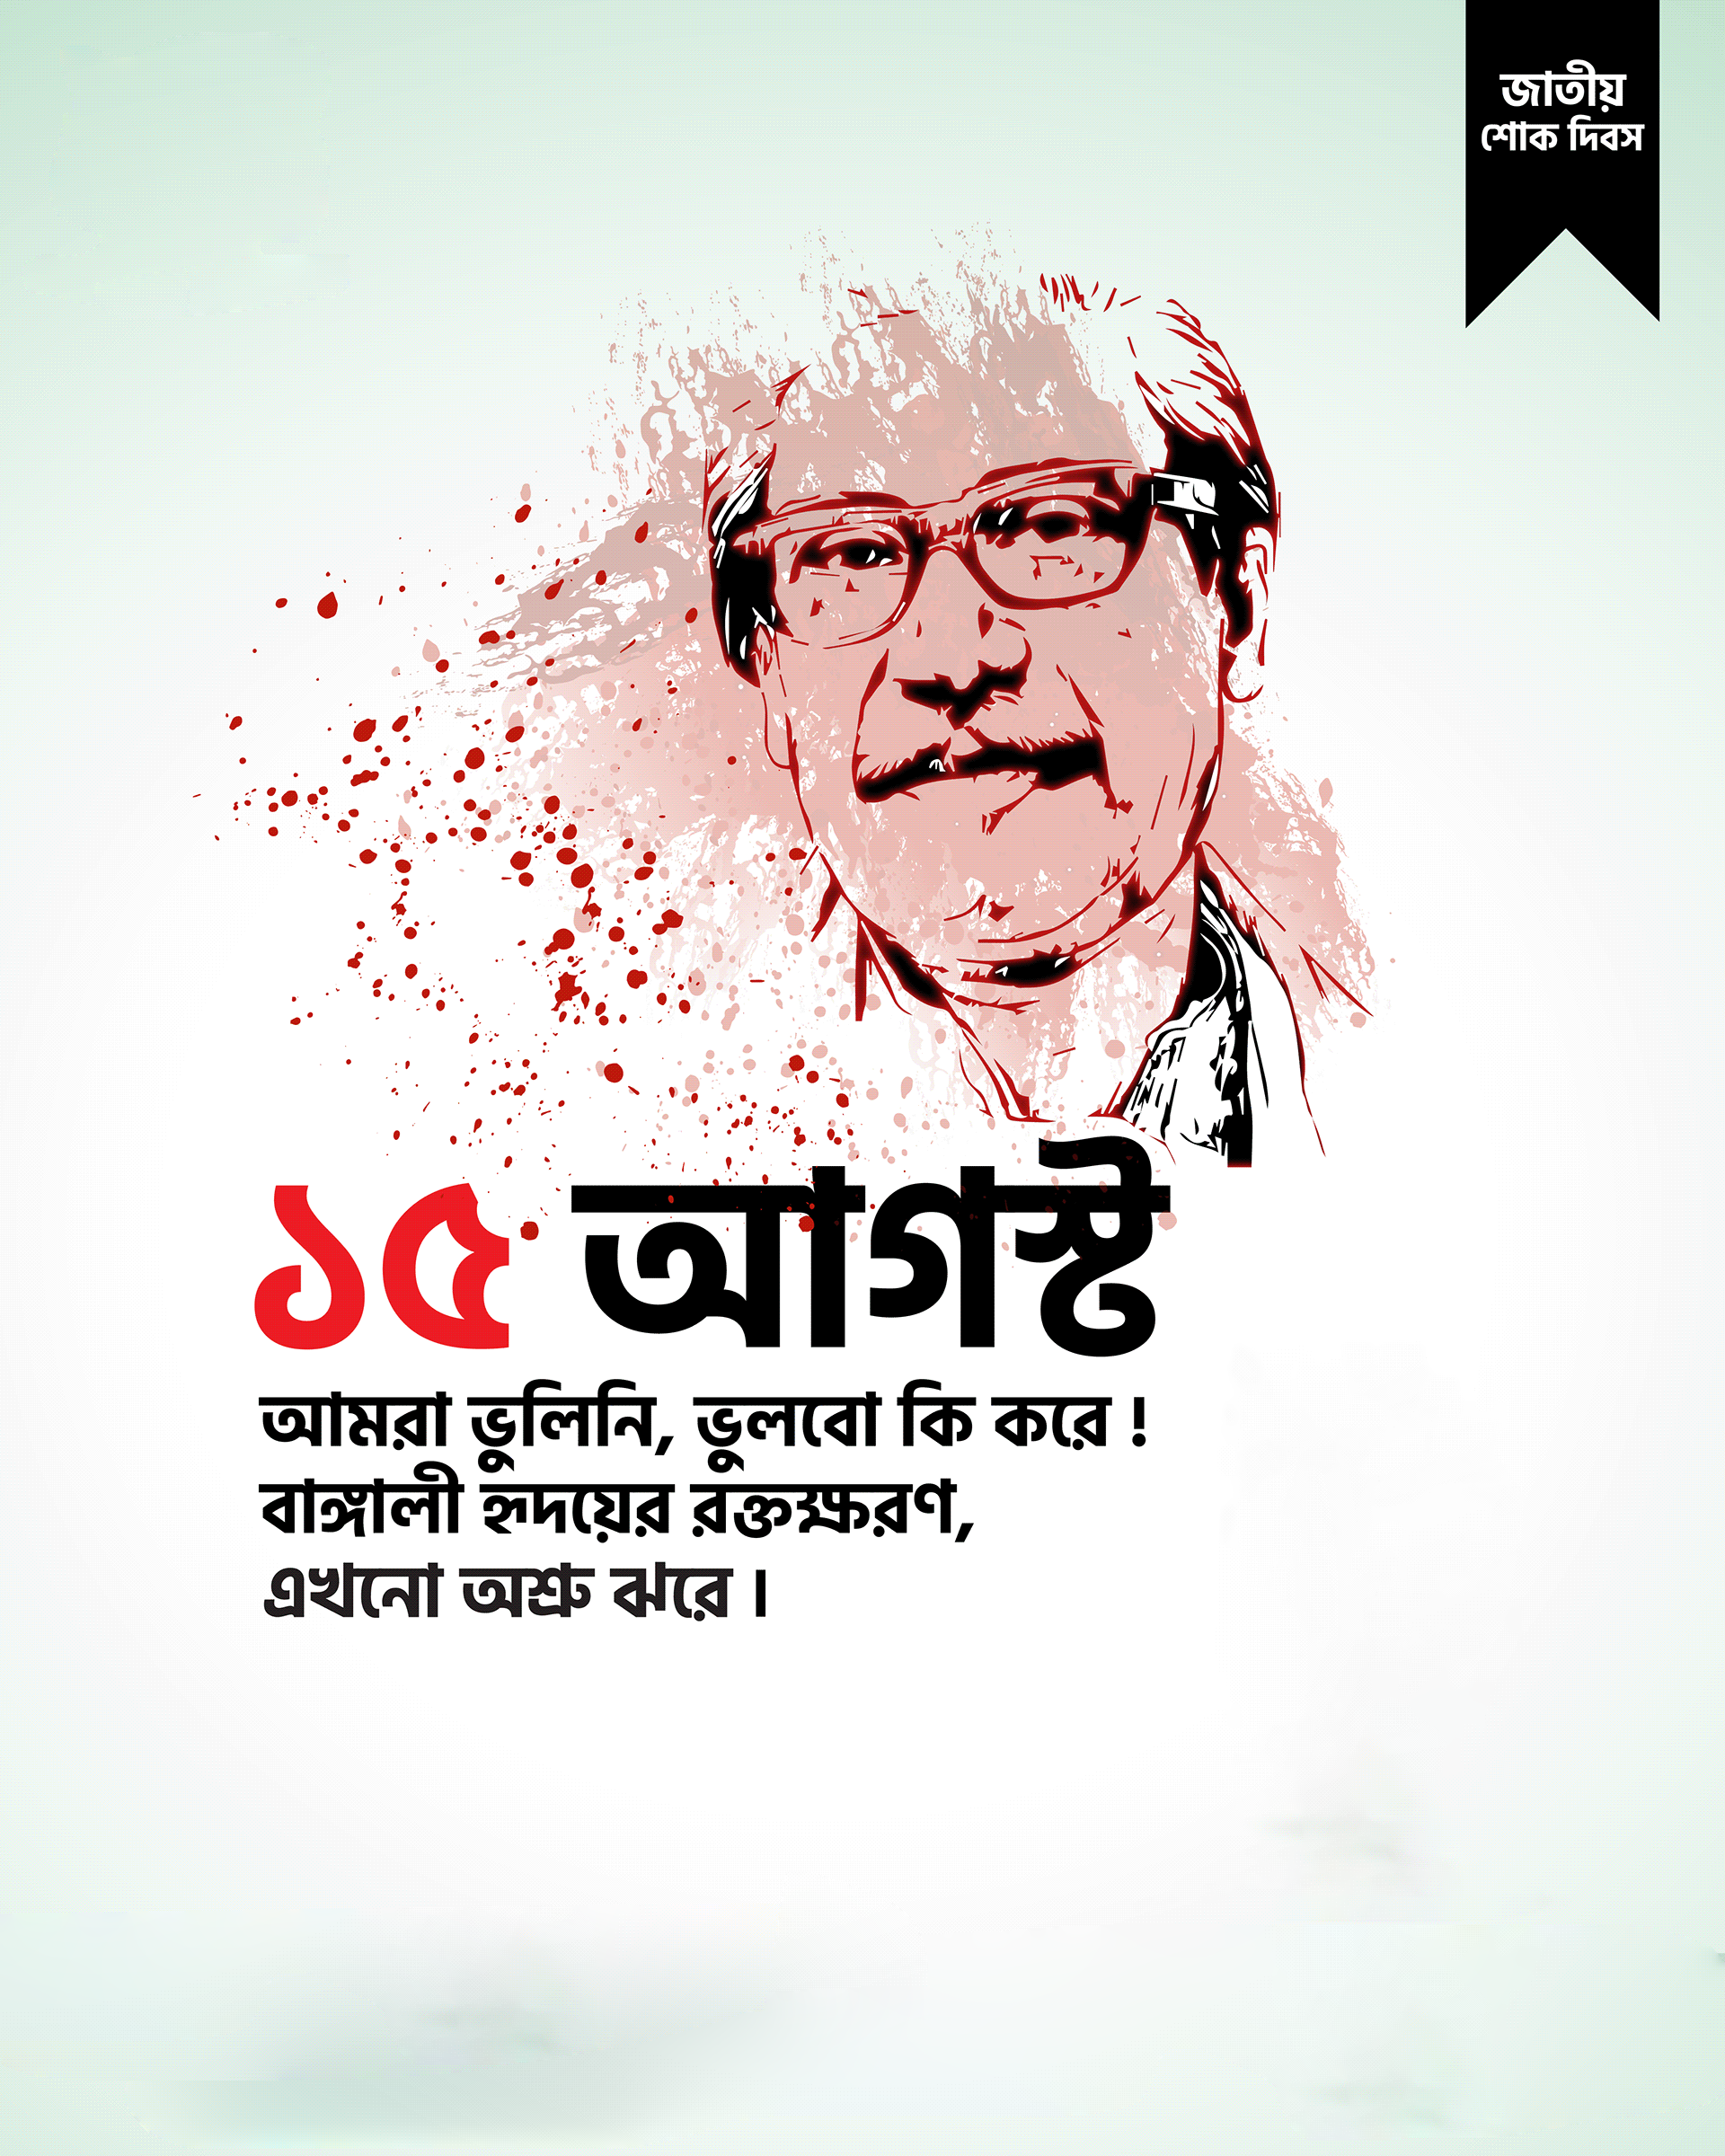 জাতীয়
শোক দিবস
১৫ আগস্ট
আমরা ভুলিনি, ভুলবো কি করে !
বাঙ্গালী হৃদয়ের রক্তক্ষরণ,
এখনো অশ্রু ঝরে ।